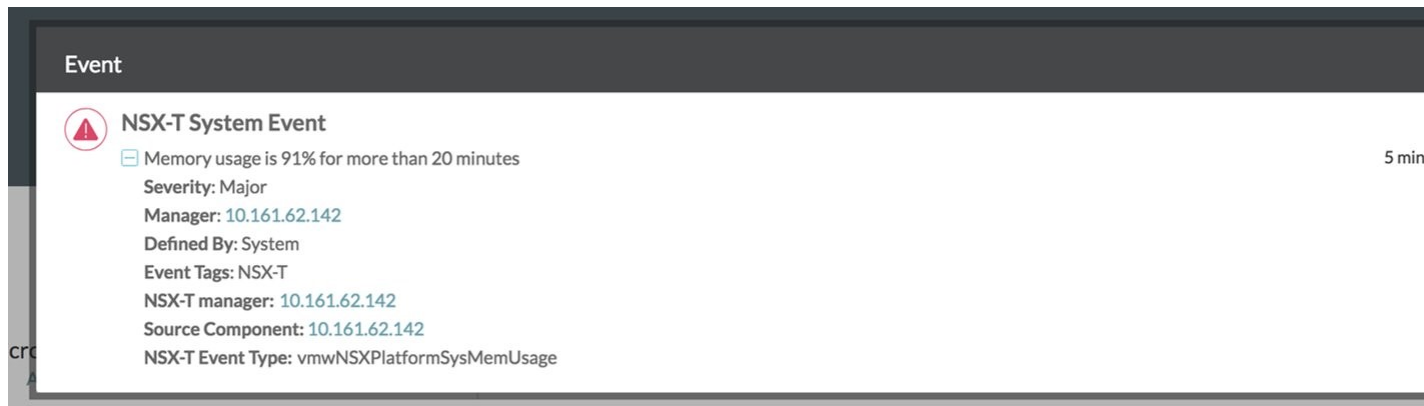 Event
NSX-T System Event
Memory usage is 91% for more than 20 minutes
5 min
Severity: Major
Manager: 10.161.62.142
Defined By: System
Event Tags: NSX-T
NSX-T manager: 10.161.62.142
Source Component: 10.161.62.142
NSX-T Event Type: vmwNSXPlatformSysMemUsage